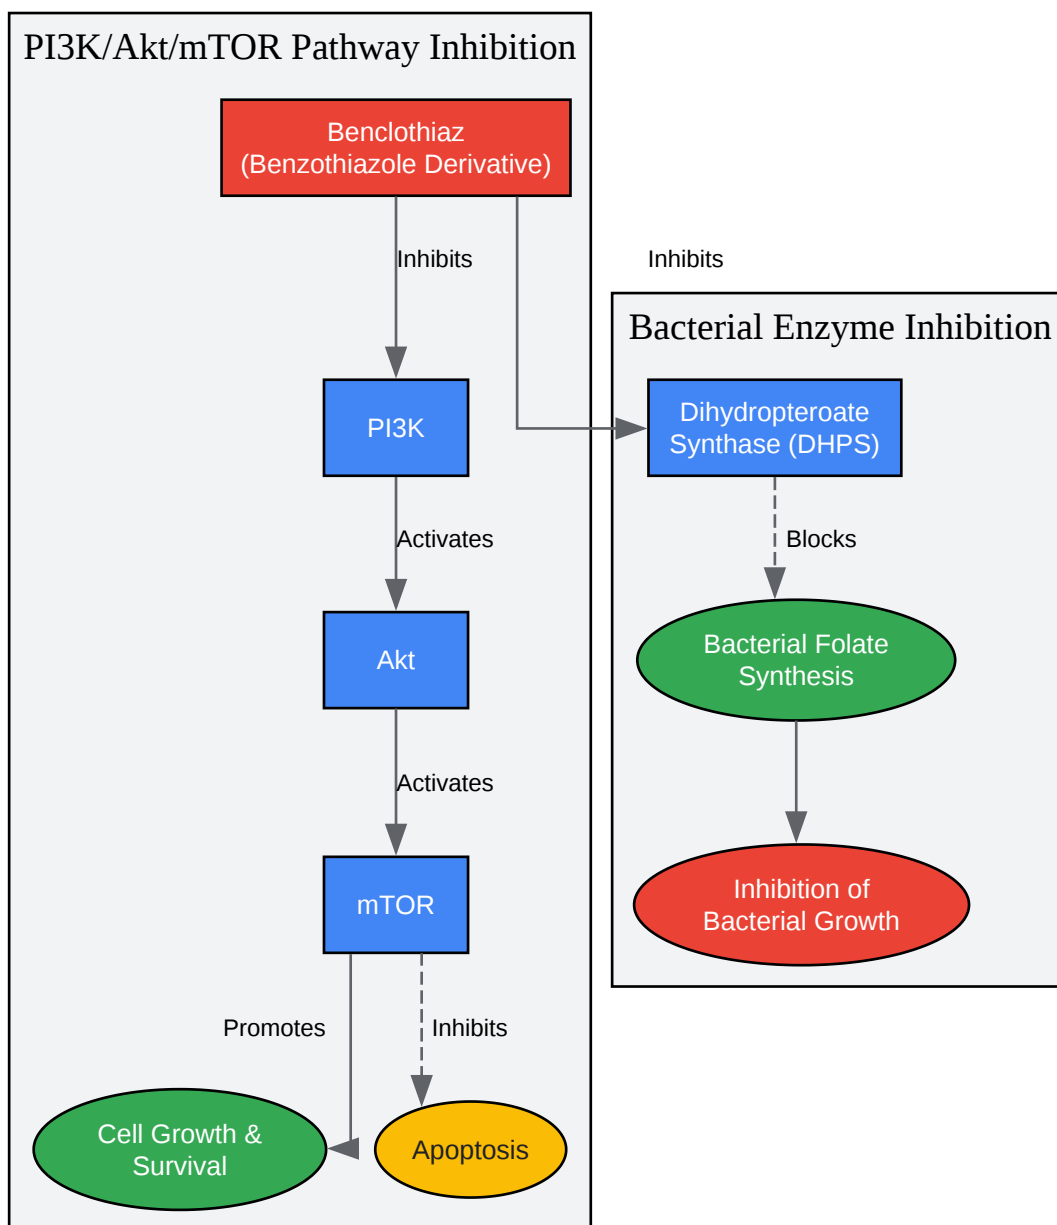 PI3K/Akt/mTOR Pathway Inhibition
Benclothiaz
(Benzothiazole Derivative)
Inhibits
Inhibits
Bacterial Enzyme Inhibition
PI3K
Dihydropteroate
Synthase (DHPS)
Activates
Blocks
Akt
Bacterial Folate
Synthesis
Activates
mTOR
Inhibition of
Bacterial Growth
Promotes
Inhibits
Cell Growth &
Survival
Apoptosis